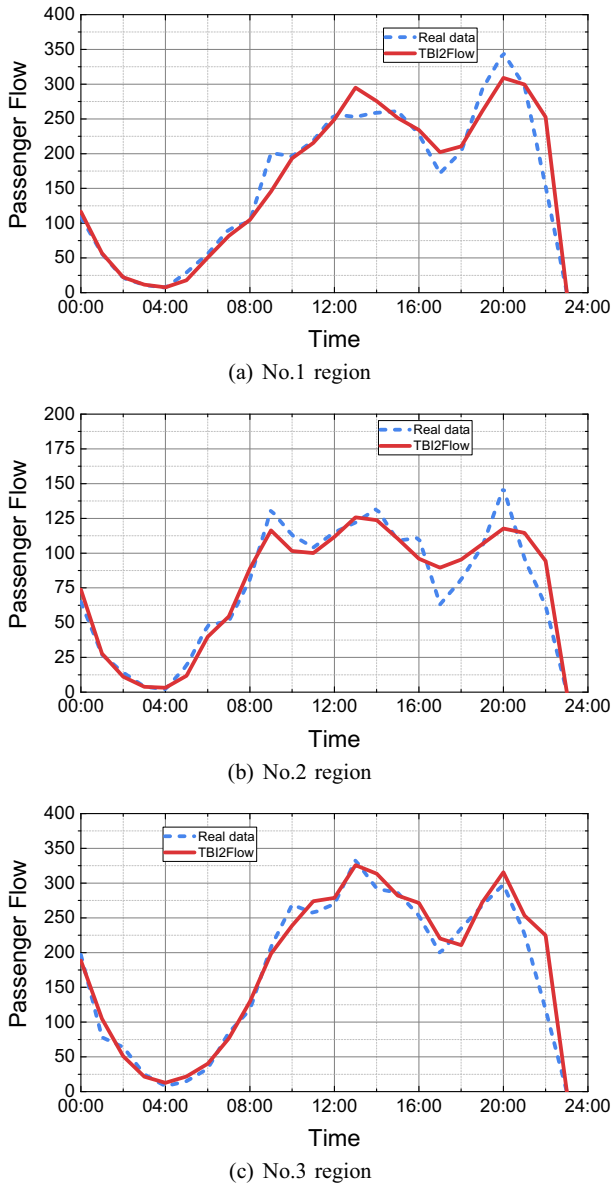 400
350
300
250
200
150
100
50
0
Passenger Flow
Real data
TBI2Flow
00:00 04:00 08:00 12:00 16:00 20:00 24:00
Time
(a) No.1 region
200
175
150
125
100
75
50
25
0
Passenger Flow
Real data
TBI2Flow
00:00 04:00 08:00 12:00 16:00 20:00 24:00
Time
(b) No.2 region
400
350
300
250
200
150
100
50
0
Passenger Flow
Real data
TBI2Flow
00:00 04:00 08:00 12:00 16:00 20:00 24:00
Time
(c) No.3 region